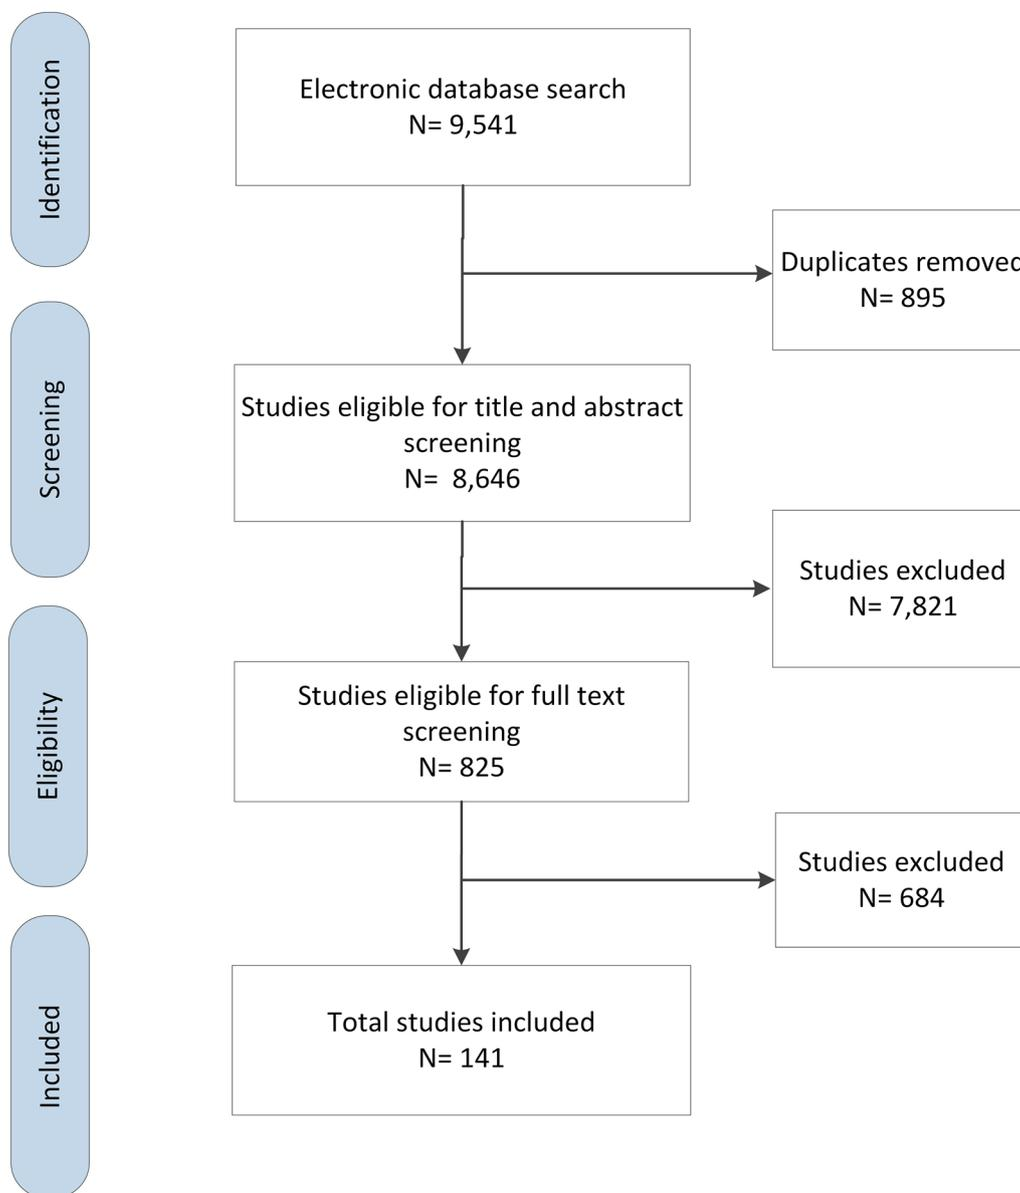 Identification
Electronic database search
N= 9,541
Duplicates removed
N= 895
Screening
Studies eligible for title and abstract
screening
N=  8,646
Studies excluded
N= 7,821
Eligibility
Studies eligible for full text
screening
N= 825
Studies excluded
N= 684
Included
Total studies included
N= 141